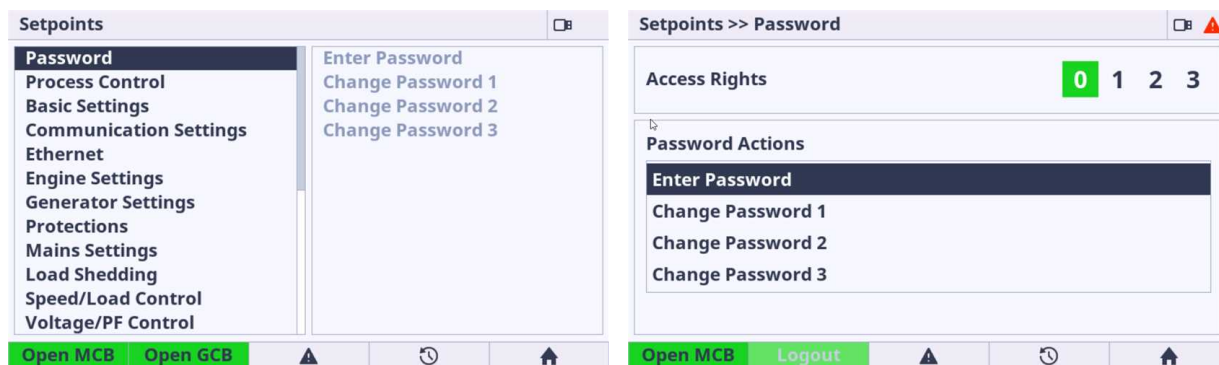 Setpoints
Password
Process Control
Basic Settings
Communication Settings
Ethernet
Engine Settings
Generator Settings
Protections
Mains Settings
Load Shedding
Speed/Load Control
Voltage/PF Control
Enter Password
Change Password 1
Change Password 2
Change Password 3
Open MCB Open GCB
Setpoints >> Password
Access Rights 0 1 2 3
Password Actions
Enter Password
Change Password 1
Change Password 2
Change Password 3
Open MCB Logout